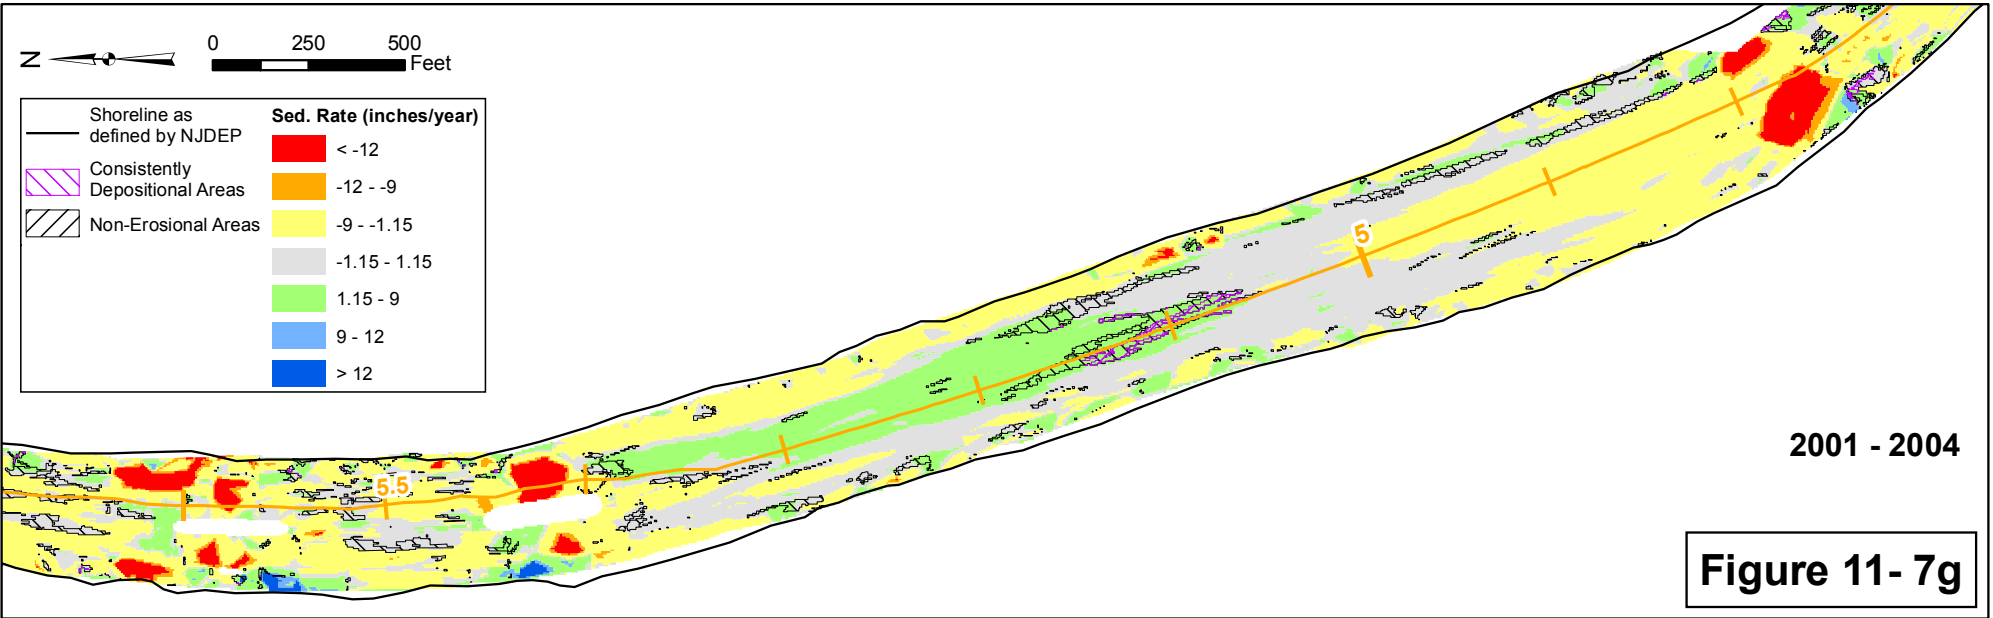 N
0 250 500
Feet
Shoreline as
defined by NJDEP
Consistently
Depositional Areas
Non-Erosional Areas
Sed. Rate (inches/year)
< -12
-12 - -9
-9 - -1.15
-1.15 - 1.15
1.15 - 9
9 - 12
> 12
5
5.5
2001 - 2004
Figure 11- 7g